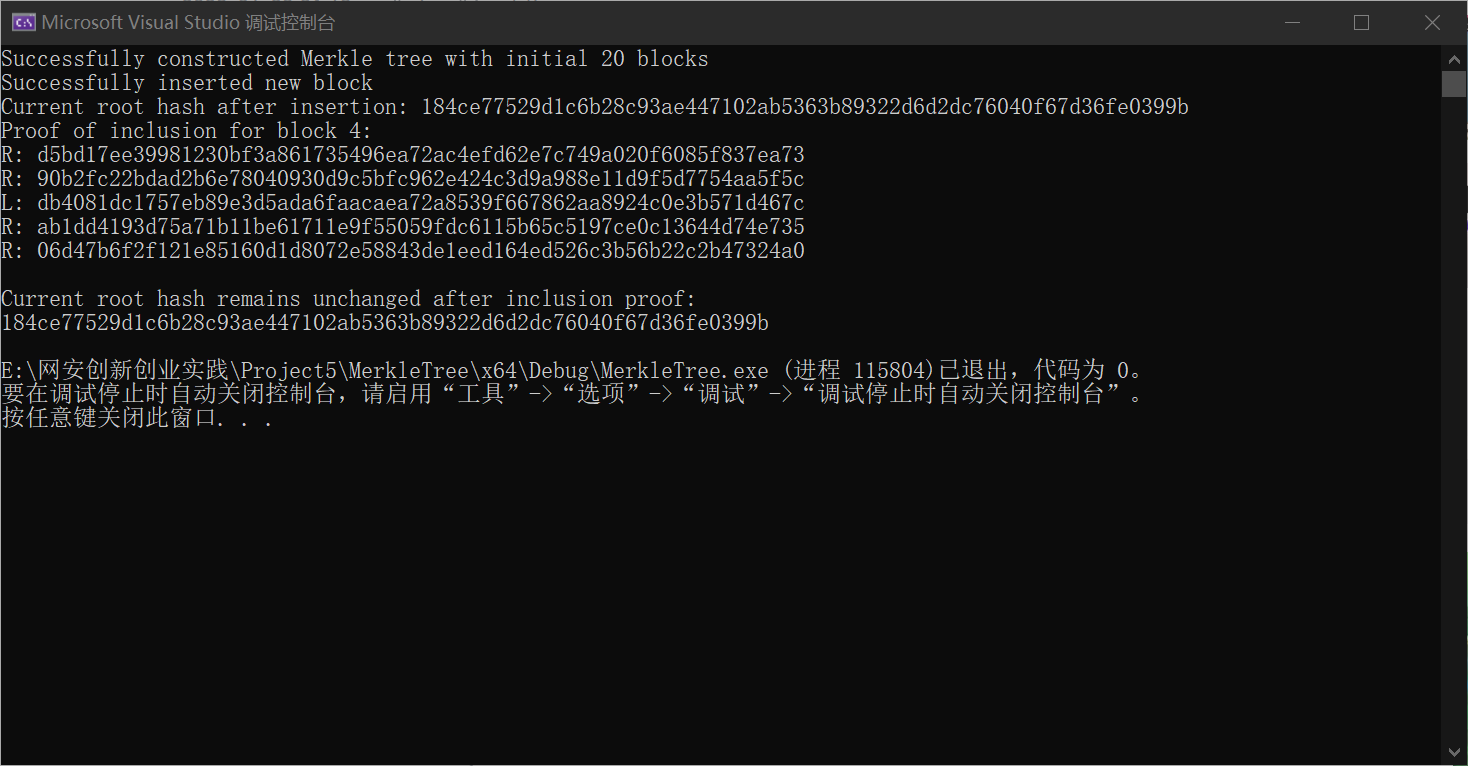 Microsoft Visual Studio 调试控制台
Successfully constructed Merkle tree with initial 20 blocks
Successfully inserted new block
Current root hash after insertion: 184ce77529d1c6b28c93ae447102ab5363b89322d6d2dc76040f67d36fe0399b
Proof of inclusion for block 4:
R: d5bd17ee39981230bf3a861735496ea72ac4efd62e7c749a020f6085f837ea73
R: 90b2fc22bdad2b6e78040930d9c5bfc962e424c3d9a988e11d9f5d7754aa5f5c
L: db4081dc1757eb89e3d5ada6faacaea72a8539f667862aa8924c0e3b571d467c
R: ab1dd4193d75a71b11be61711e9f55059fdc6115b65c5197ce0c13644d74e735
R: 06d47b6f2f121e85160d1d8072e58843de1eed164ed526c3b56b22c2b47324a0
Current root hash remains unchanged after inclusion proof:
184ce77529d1c6b28c93ae447102ab5363b89322d6d2dc76040f67d36fe0399b
E:\网安创新创业实践\Project5\MerkleTree\x64\Debug\MerkleTree.exe (进程 115804)已退出，代码为 0。
要在调试停止时自动关闭控制台，请启用“工具”->“选项”->“调试”->“调试停止时自动关闭控制台”。
按任意键关闭此窗口. . .